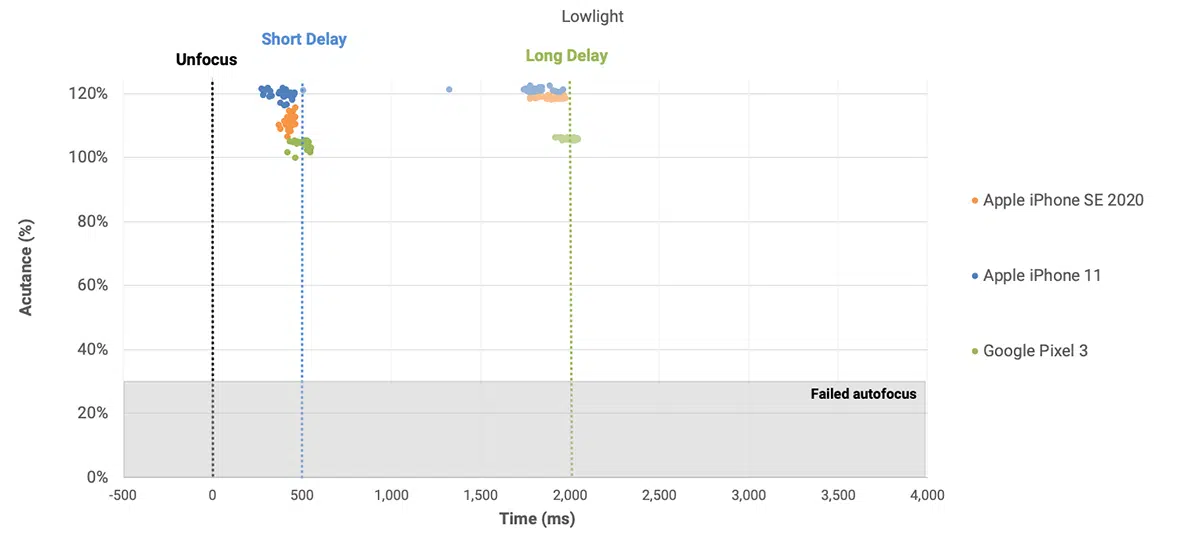 Lowlight
Short Delay
Long Delay
Unfocus
120%
100%
80%
60%
40%
20%
0%
Acutance (%)
Failed autofocus
-500
0
500
1,000
1,500
2,000
2,500
3,000
3,500
4,000
Time (ms)
Apple iPhone SE 2020
Apple iPhone 11
Google Pixel 3